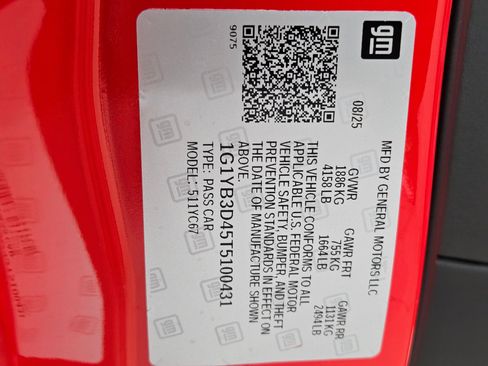 gm
MFD BY GENERAL MOTORS LLC
08/25
GVWR GAWR FRT GAWR RR
1886 KG 755 KG 1131 KG
4158 LB 1664 LB 2494 LB
THIS VEHICLE CONFORMS TO ALL
APPLICABLE U.S. FEDERAL MOTOR
VEHICLE SAFETY, BUMPER, AND THEFT
PREVENTION STANDARDS IN EFFECT ON
THE DATE OF MANUFACTURE SHOWN
ABOVE.
1G1YB3D45T5100431
TYPE: PASS CAR
MODEL: 511YC67
9075